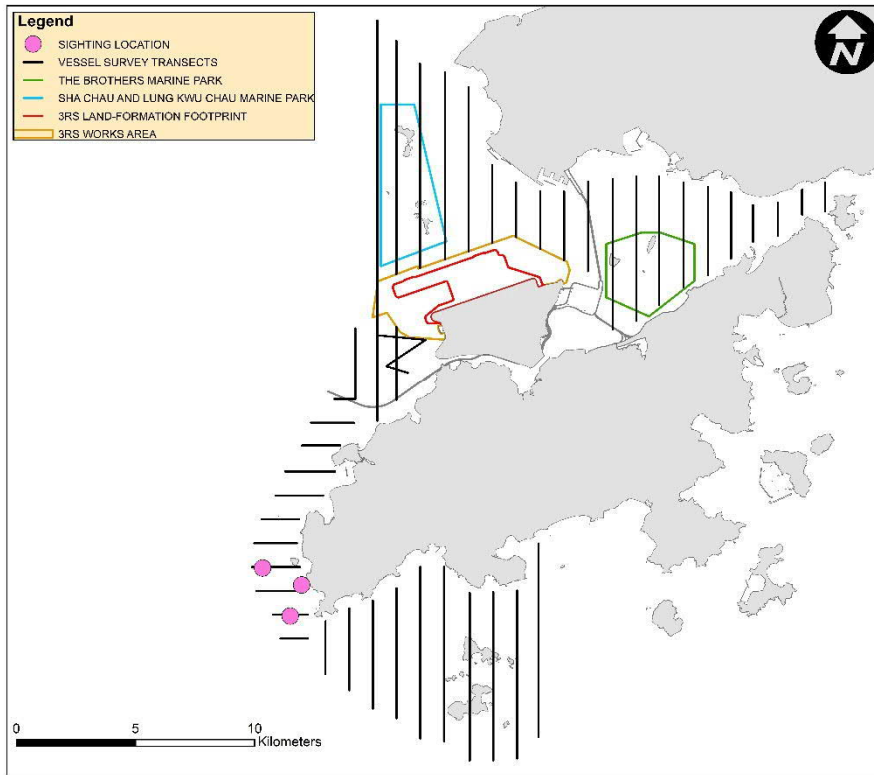 Legend
SIGHTING LOCATION
VESSEL SURVEY TRANSECTS
THE BROTHERS MARINE PARK
SHA CHAU AND LUNG KWU CHAU MARINE PARK
3RS LAND-FORMATION FOOTPRINT
3RS WORKS AREA
N
0 5 10
Kilometers